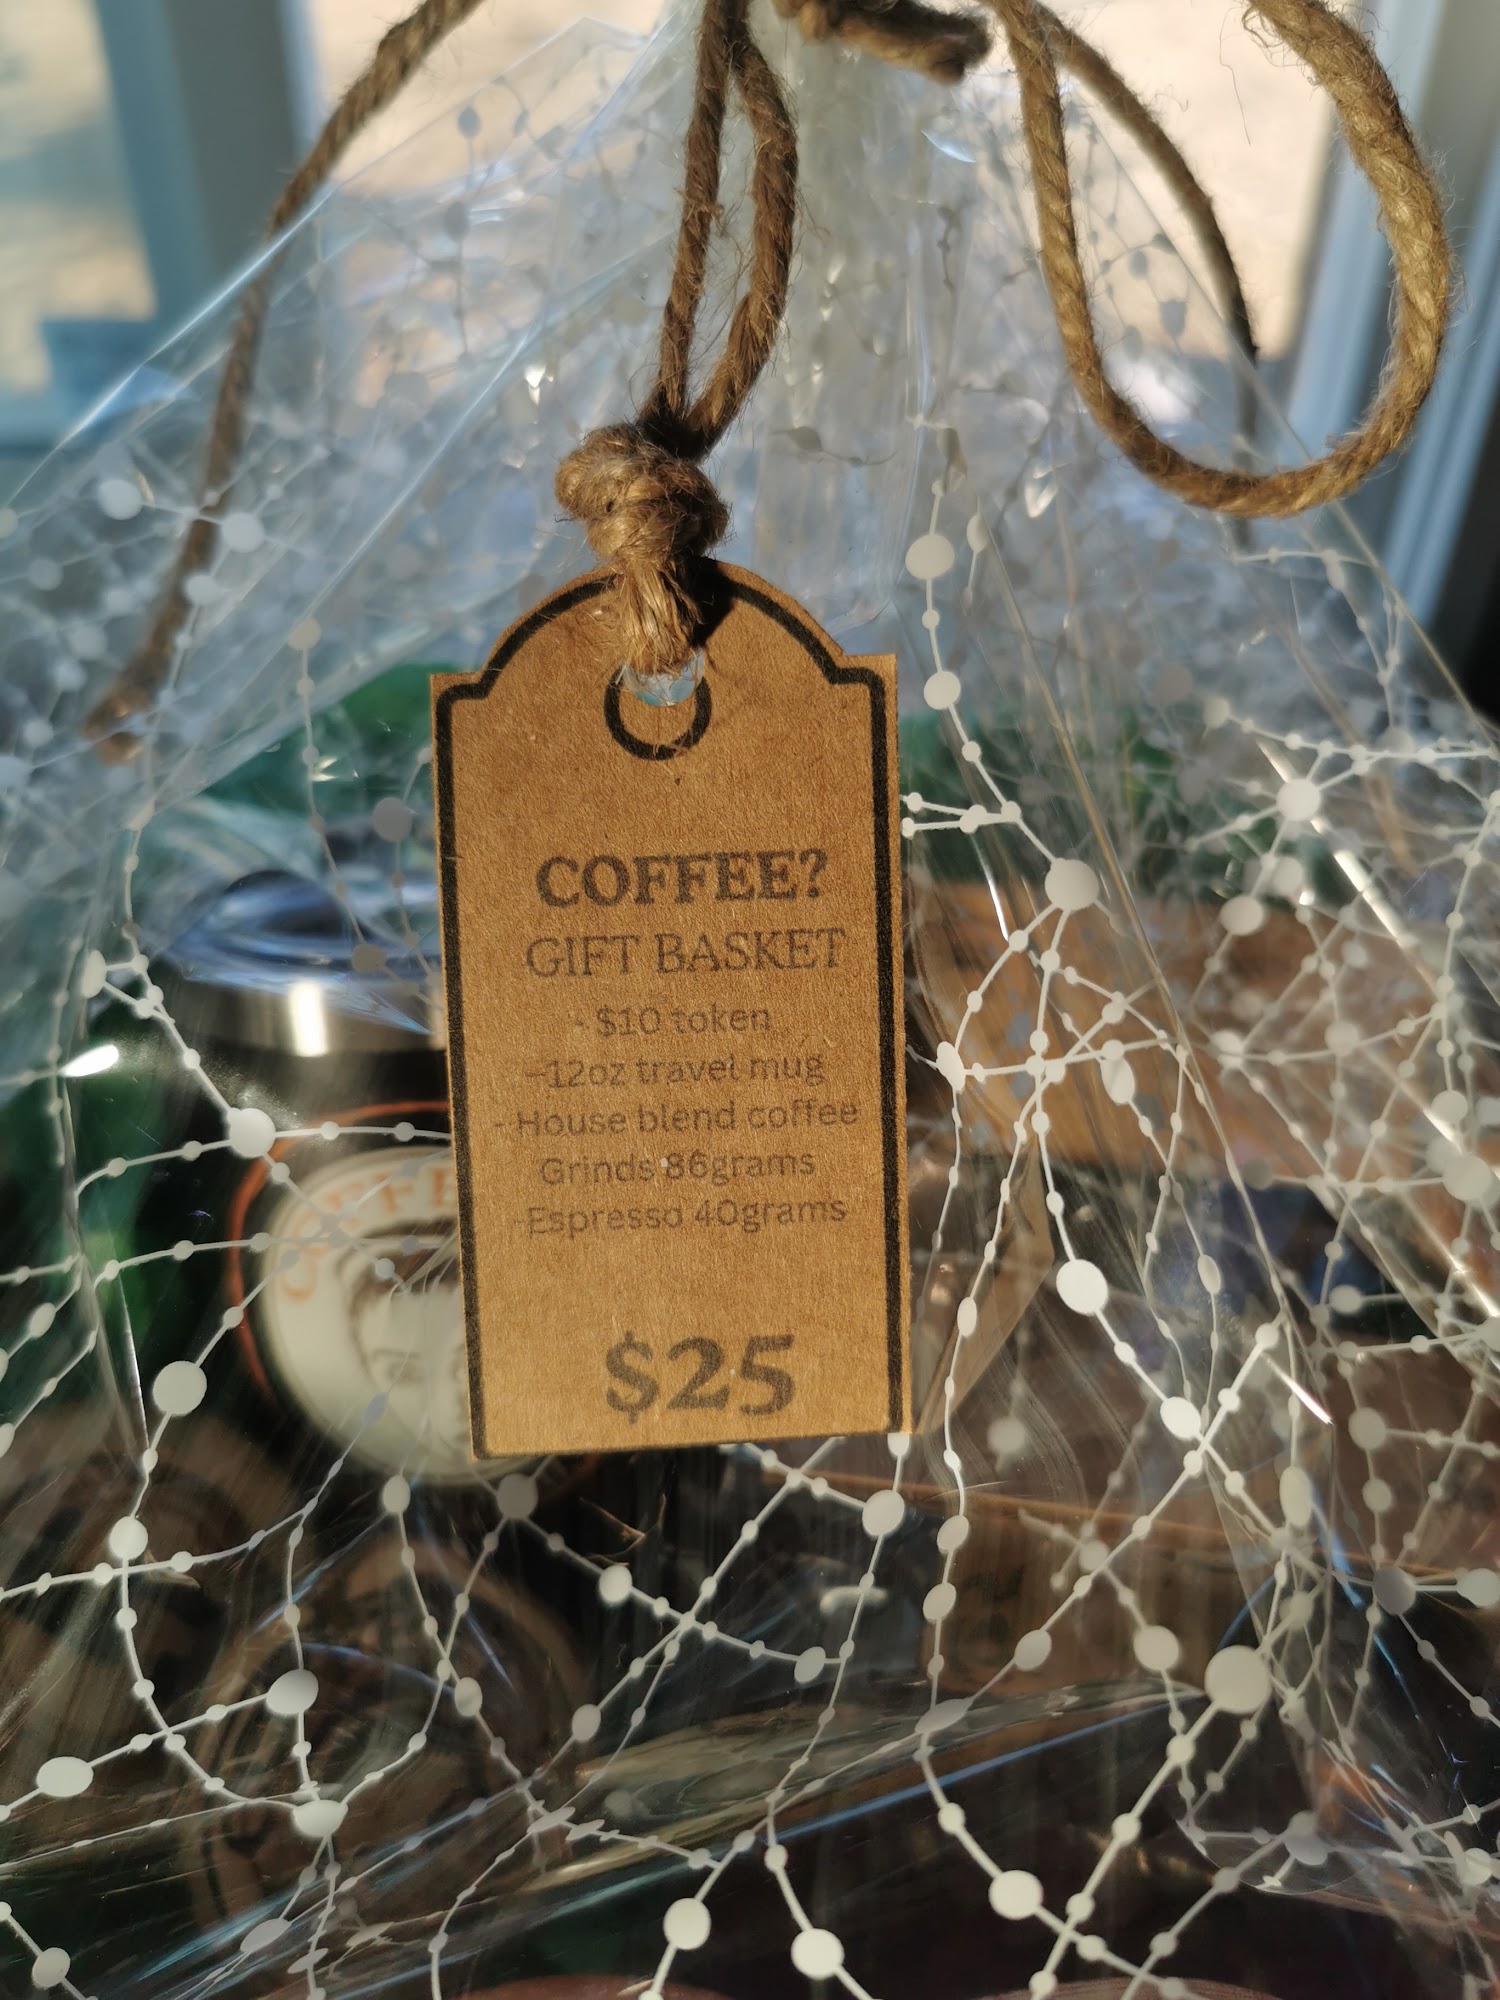 COFFEE?
GIFT BASKET
- $10 token
-12oz travel mug
- House blend coffee
Grinds 86grams
-Espresso 40grams
$25